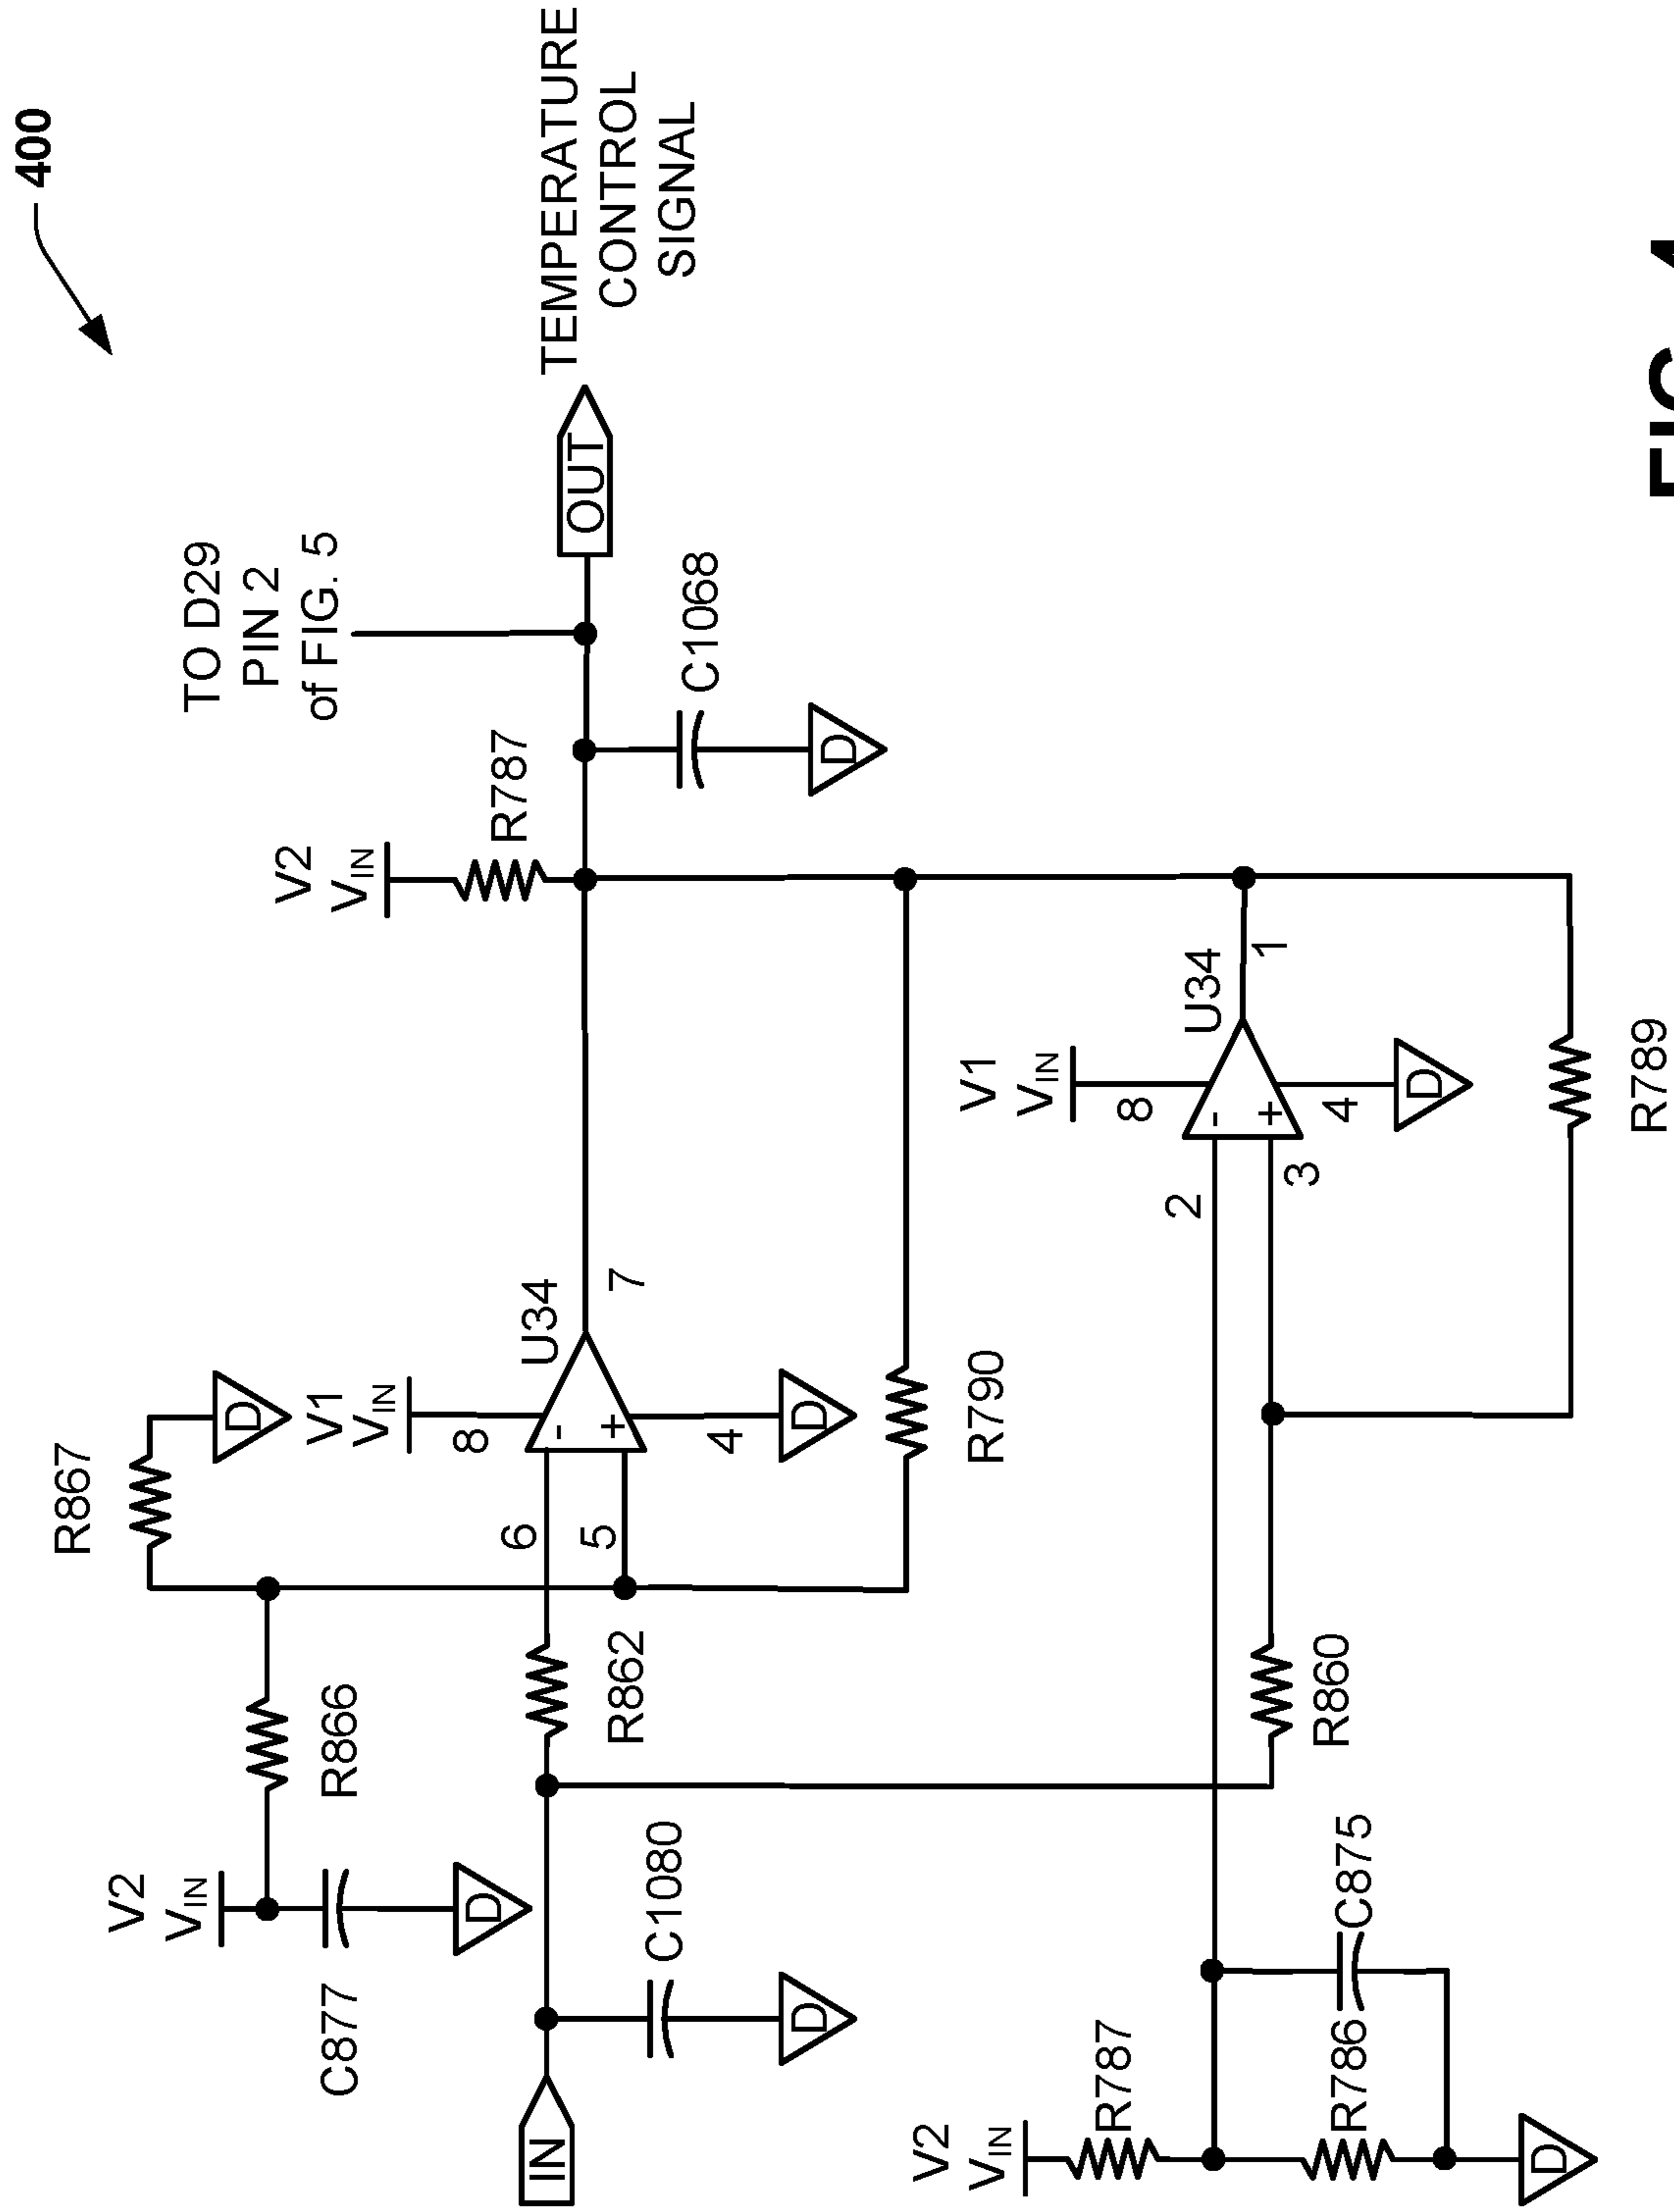 400
R867
V2
VIN
R866
C877
TO D29
PIN 2
of FIG. 5
V2
VIN
R787
V1
VIN
D
8
U34
6
-
5
+
7
4
D
R862
D
IN
C1080
D
OUT
TEMPERATURE
CONTROL
SIGNAL
C1068
D
R790
V2
VIN
R787
V1
VIN
8
U34
2
-
3
+
1
4
D
R860
R786
C875
D
R789
FIG